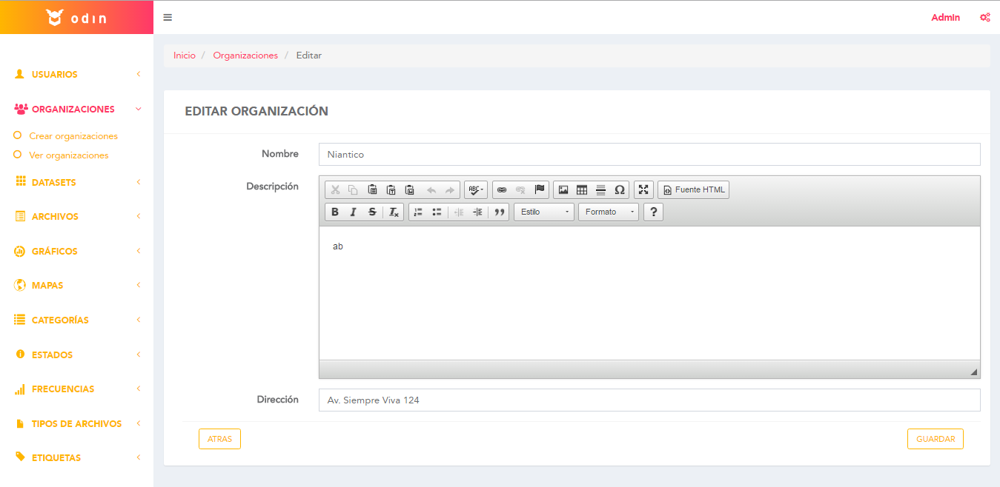 odin
Admin
Inicio / Organizaciones / Editar
USUARIOS
ORGANIZACIONES
Crear organizaciones
Ver organizaciones
DATASETS
ARCHIVOS
GRÁFICOS
MAPAS
CATEGORÍAS
ESTADOS
FRECUENCIAS
TIPOS DE ARCHIVOS
ETIQUETAS
EDITAR ORGANIZACIÓN
Nombre
Niantico
Descripción
ABC
Ω
Fuente HTML
B I S Tx
Estilo
Formato
?
ab
Dirección
Av. Siempre Viva 124
ATRAS
GUARDAR